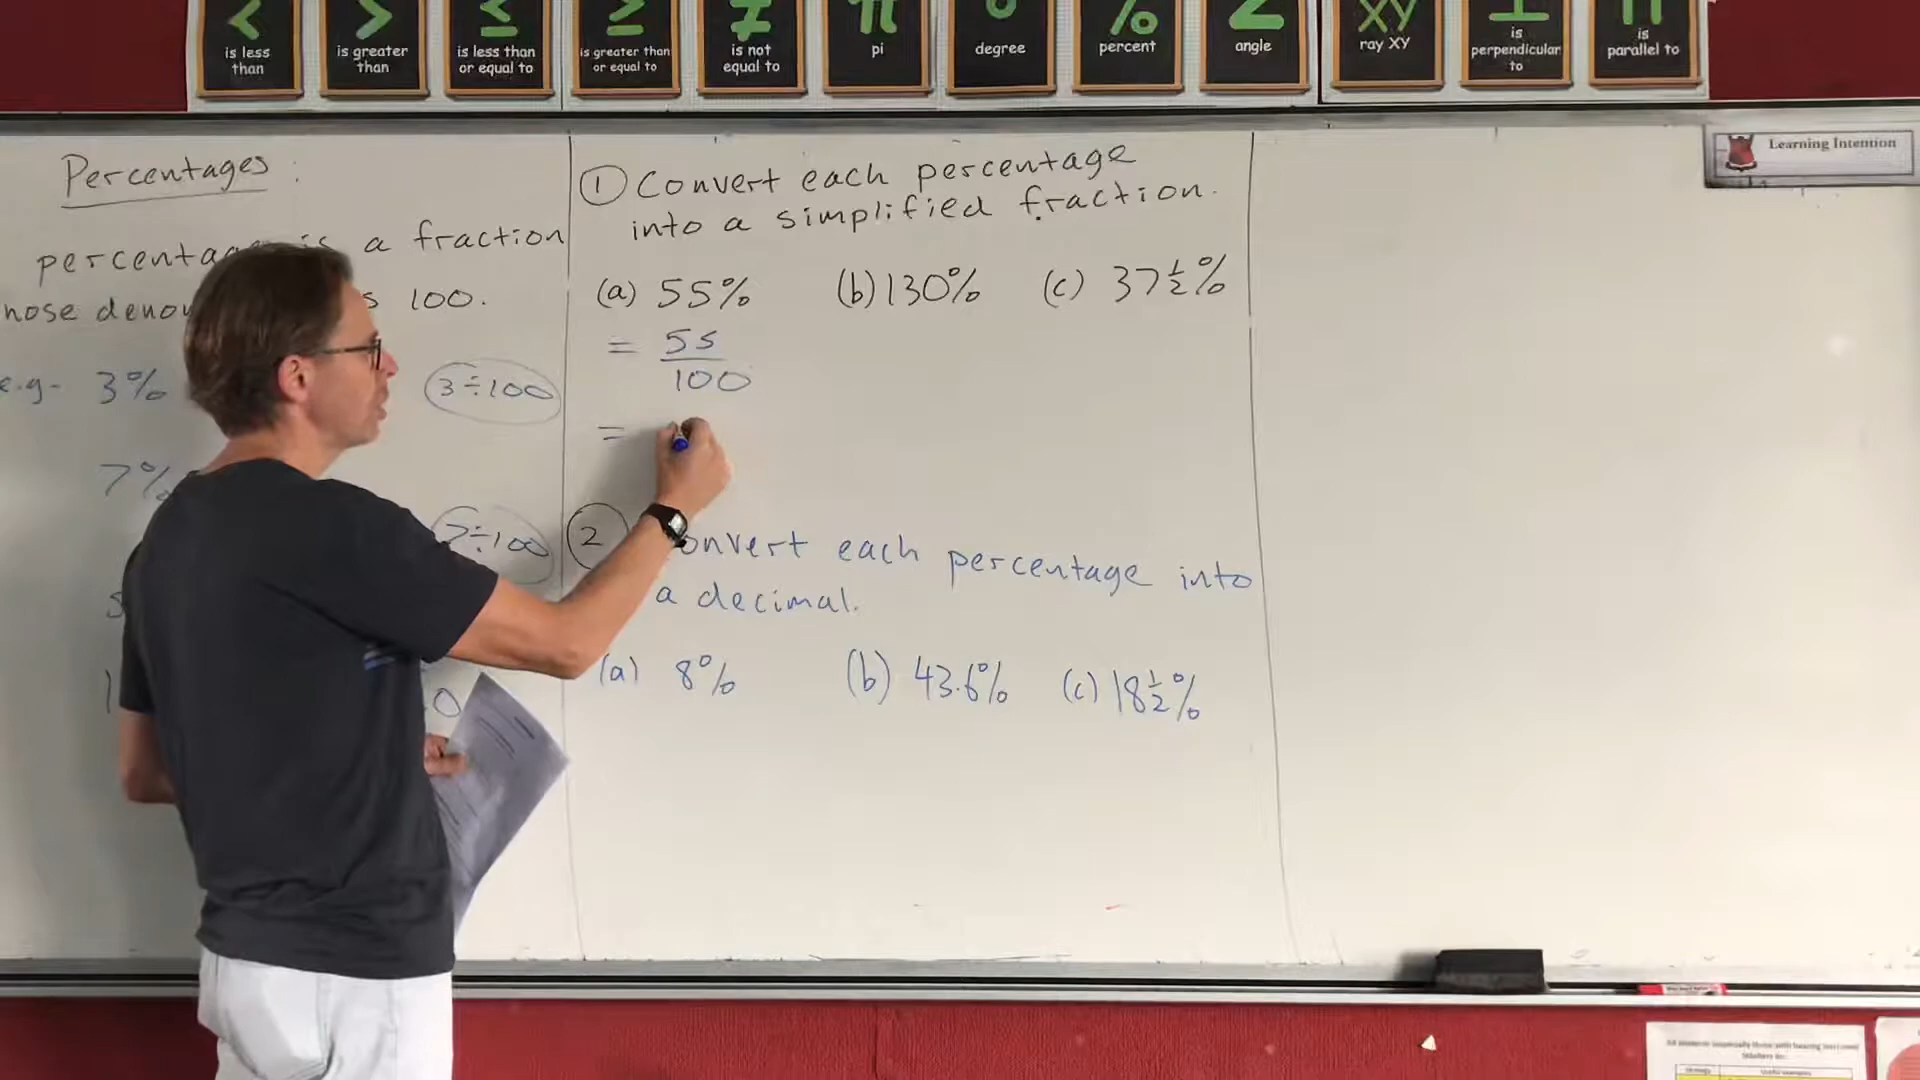 is less than
is greater than
is less than or equal to
is greater than or equal to
is not equal to
π
pi
degree
%
percent
angle
XY
ray XY
is perpendicular to
is parallel to
Learning Intention
Percentages :
is a fraction
100.
e.g- 3%
3÷100
7%
7÷100
① Convert each percentage
into a simplified fraction.
(a) 55% (b) 130% (c) 37½%
= 55
100
=
② Convert each percentage into
a decimal.
(a) 8% (b) 43.6% (c) 18½%